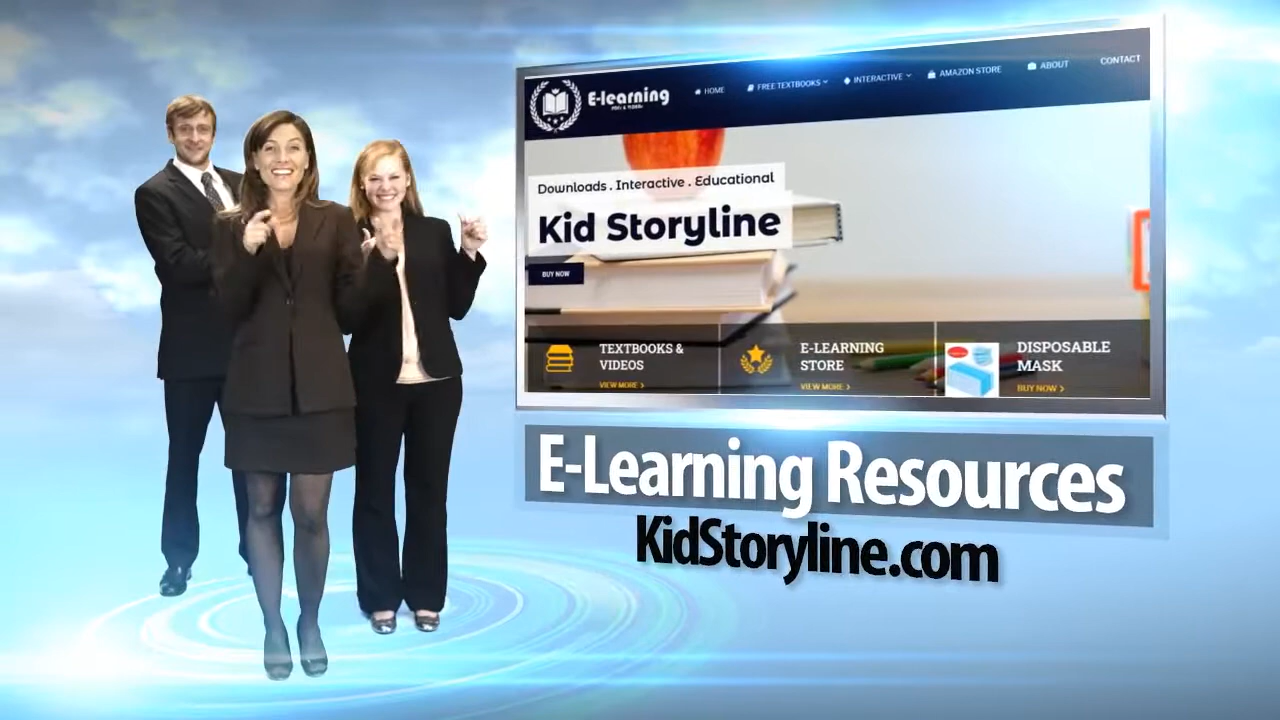 E-learning
HOME
FREE TEXTBOOKS
INTERACTIVE
AMAZON STORE
ABOUT
CONTACT
Downloads . Interactive . Educational
Kid Storyline
BUY NOW
TEXTBOOKS &
VIDEOS
VIEW MORE
E-LEARNING
STORE
VIEW MORE
DISPOSABLE
MASK
BUY NOW
E-Learning Resources
KidStoryline.com